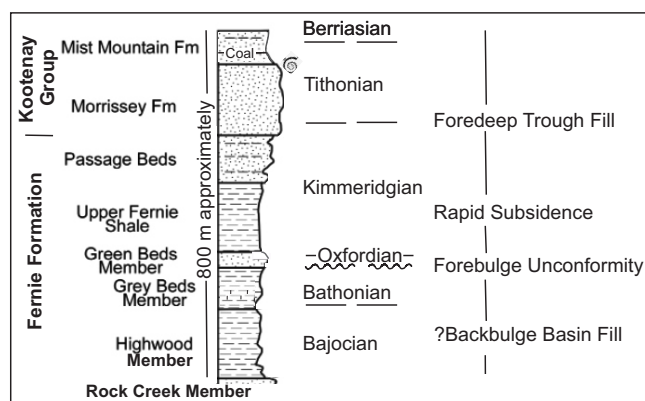 Kootenay
Group
Mist Mountain Fm
Coal
Morrissey Fm
Fernie Formation
Passage Beds
Upper Fernie
Shale
Green Beds
Member
Grey Beds
Member
Highwood
Member
Rock Creek Member
800 m approximately
Berriasian
Tithonian
Kimmeridgian
Oxfordian
Bathonian
Bajocian
Foredeep Trough Fill
Rapid Subsidence
Forebulge Unconformity
?Backbulge Basin Fill